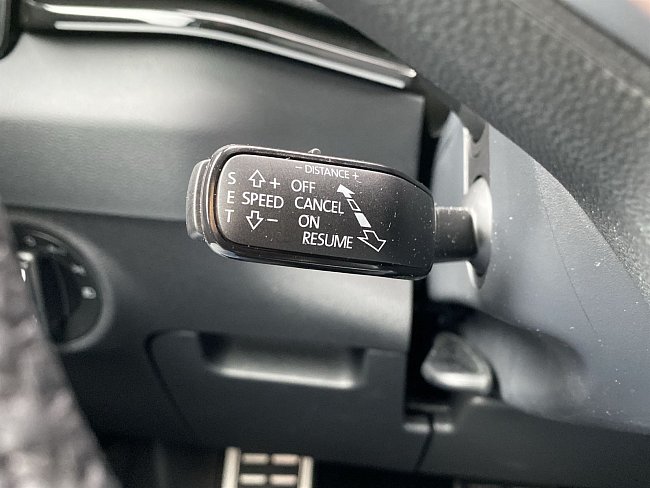 - DISTANCE +
S + OFF
E SPEED CANCEL
T - ON
RESUME